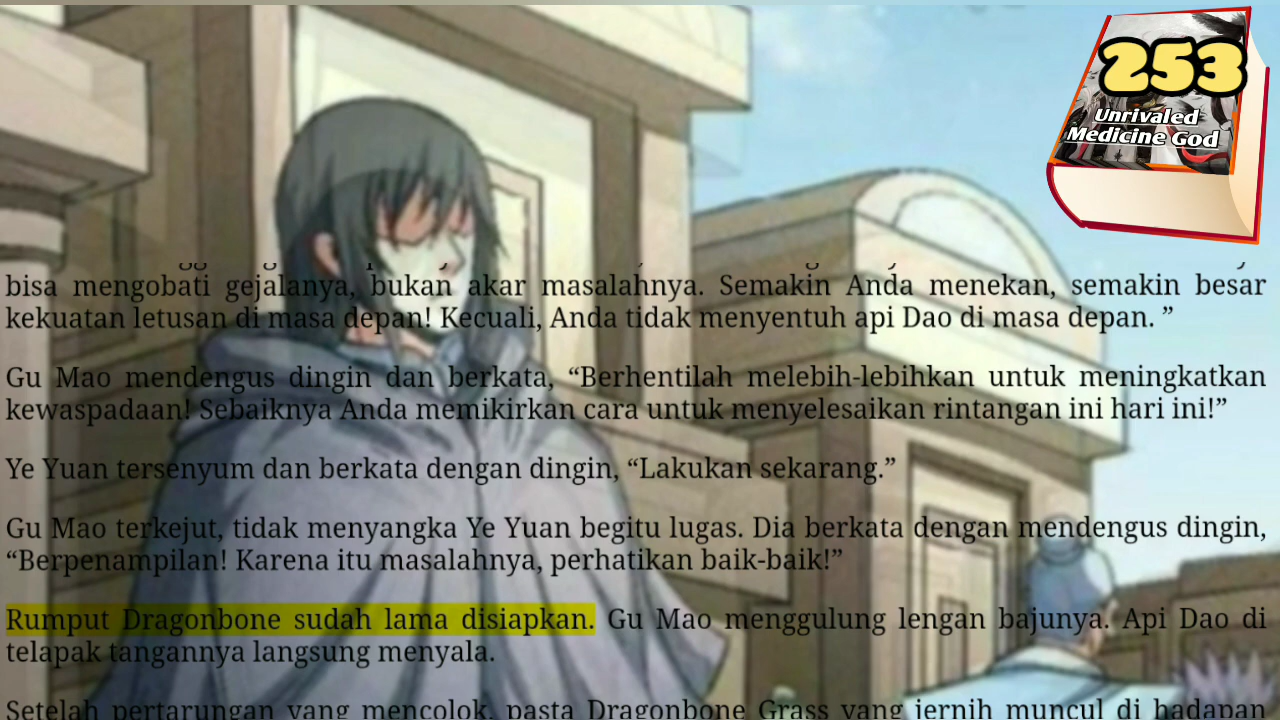 253
Unrivaled
Medicine God
bisa mengobati gejalanya, bukan akar masalahnya. Semakin Anda menekan, semakin besar
kekuatan letusan di masa depan! Kecuali, Anda tidak menyentuh api Dao di masa depan. ”
Gu Mao mendengus dingin dan berkata, “Berhentilah melebih-lebihkan untuk meningkatkan
kewaspadaan! Sebaiknya Anda memikirkan cara untuk menyelesaikan rintangan ini hari ini!”
Ye Yuan tersenyum dan berkata dengan dingin, “Lakukan sekarang.”
Gu Mao terkejut, tidak menyangka Ye Yuan begitu lugas. Dia berkata dengan mendengus dingin,
“Berpenampilan! Karena itu masalahnya, perhatikan baik-baik!”
Rumput Dragonbone sudah lama disiapkan. Gu Mao menggulung lengan bajunya. Api Dao di
telapak tangannya langsung menyala.
Setelah pertarungan yang mencolok, pasta Dragonbone Grass yang jernih muncul di hadapan